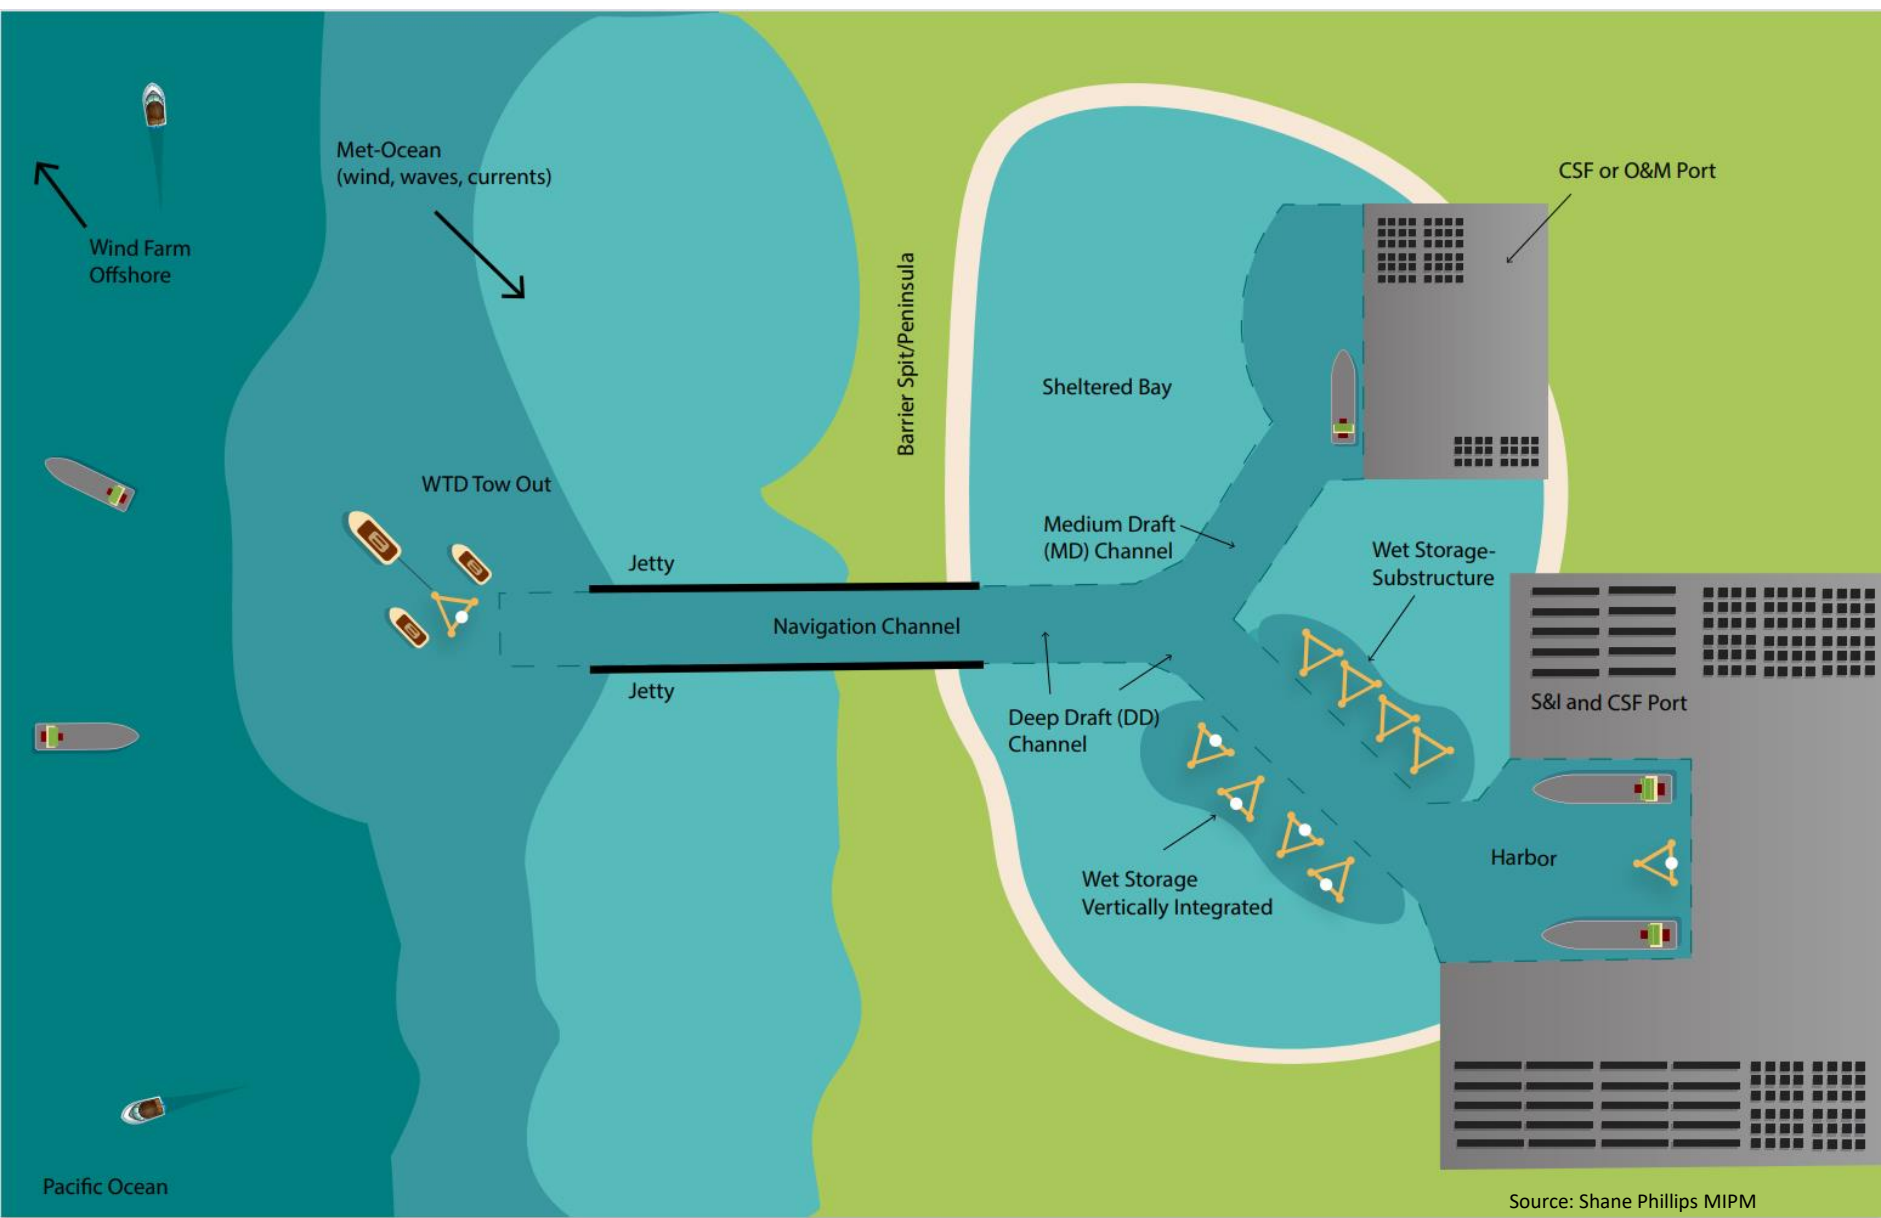 Met-Ocean
(wind, waves, currents)
CSF or O&M Port
Wind Farm
Offshore
Barrier Spit/Peninsula
Sheltered Bay
WTD Tow Out
Medium Draft
(MD) Channel
Wet Storage-
Substructure
Jetty
Navigation Channel
Jetty
S&I and CSF Port
Deep Draft (DD)
Channel
Harbor
Wet Storage
Vertically Integrated
Pacific Ocean
Source: Shane Phillips MIPM